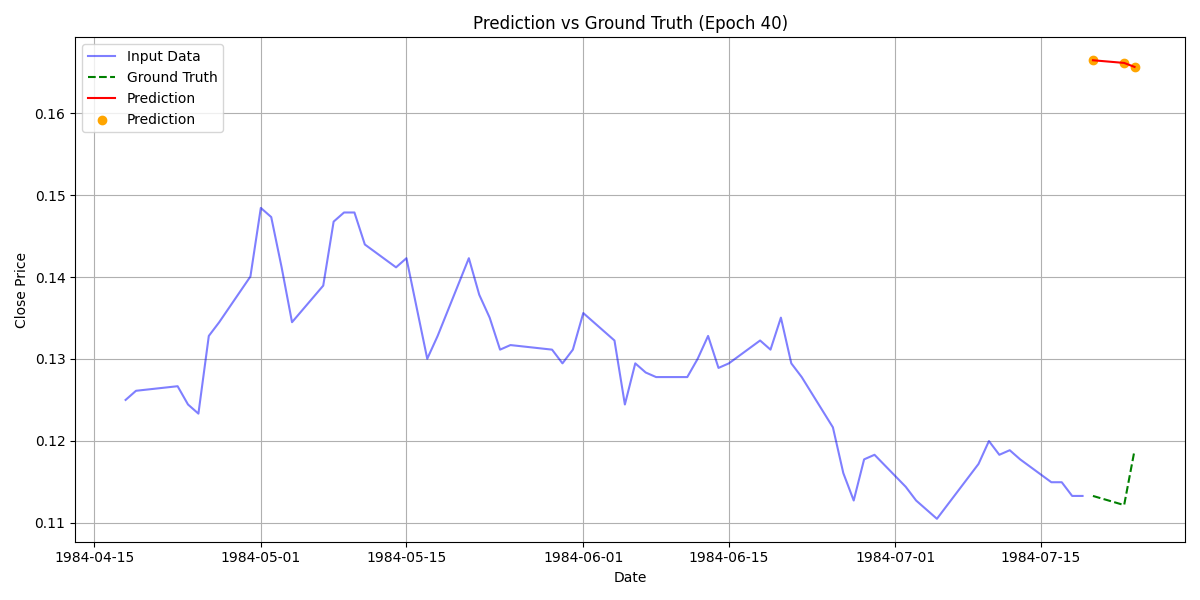 Prediction vs Ground Truth (Epoch 40)
Input Data
Ground Truth
Prediction
Prediction
Close Price
0.16
0.15
0.14
0.13
0.12
0.11
1984-04-15
1984-05-01
1984-05-15
1984-06-01
1984-06-15
1984-07-01
1984-07-15
Date